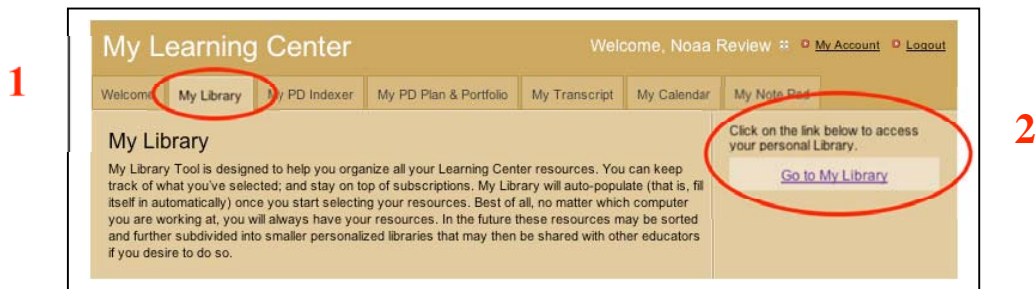 My Learning Center
Welcome, Noaa Review My Account Logout
1
Welcome My Library My PD Indexer My PD Plan & Portfolio My Transcript My Calendar My Note Pad
My Library
My Library Tool is designed to help you organize all your Learning Center resources. You can keep
track of what you've selected; and stay on top of subscriptions. My Library will auto-populate (that is, fill
itself in automatically) once you start selecting your resources. Best of all, no matter which computer
you are working at, you will always have your resources. In the future these resources may be sorted
and further subdivided into smaller personalized libraries that may then be shared with other educators
if you desire to do so.
Click on the link below to access
your personal Library.
Go to My Library
2